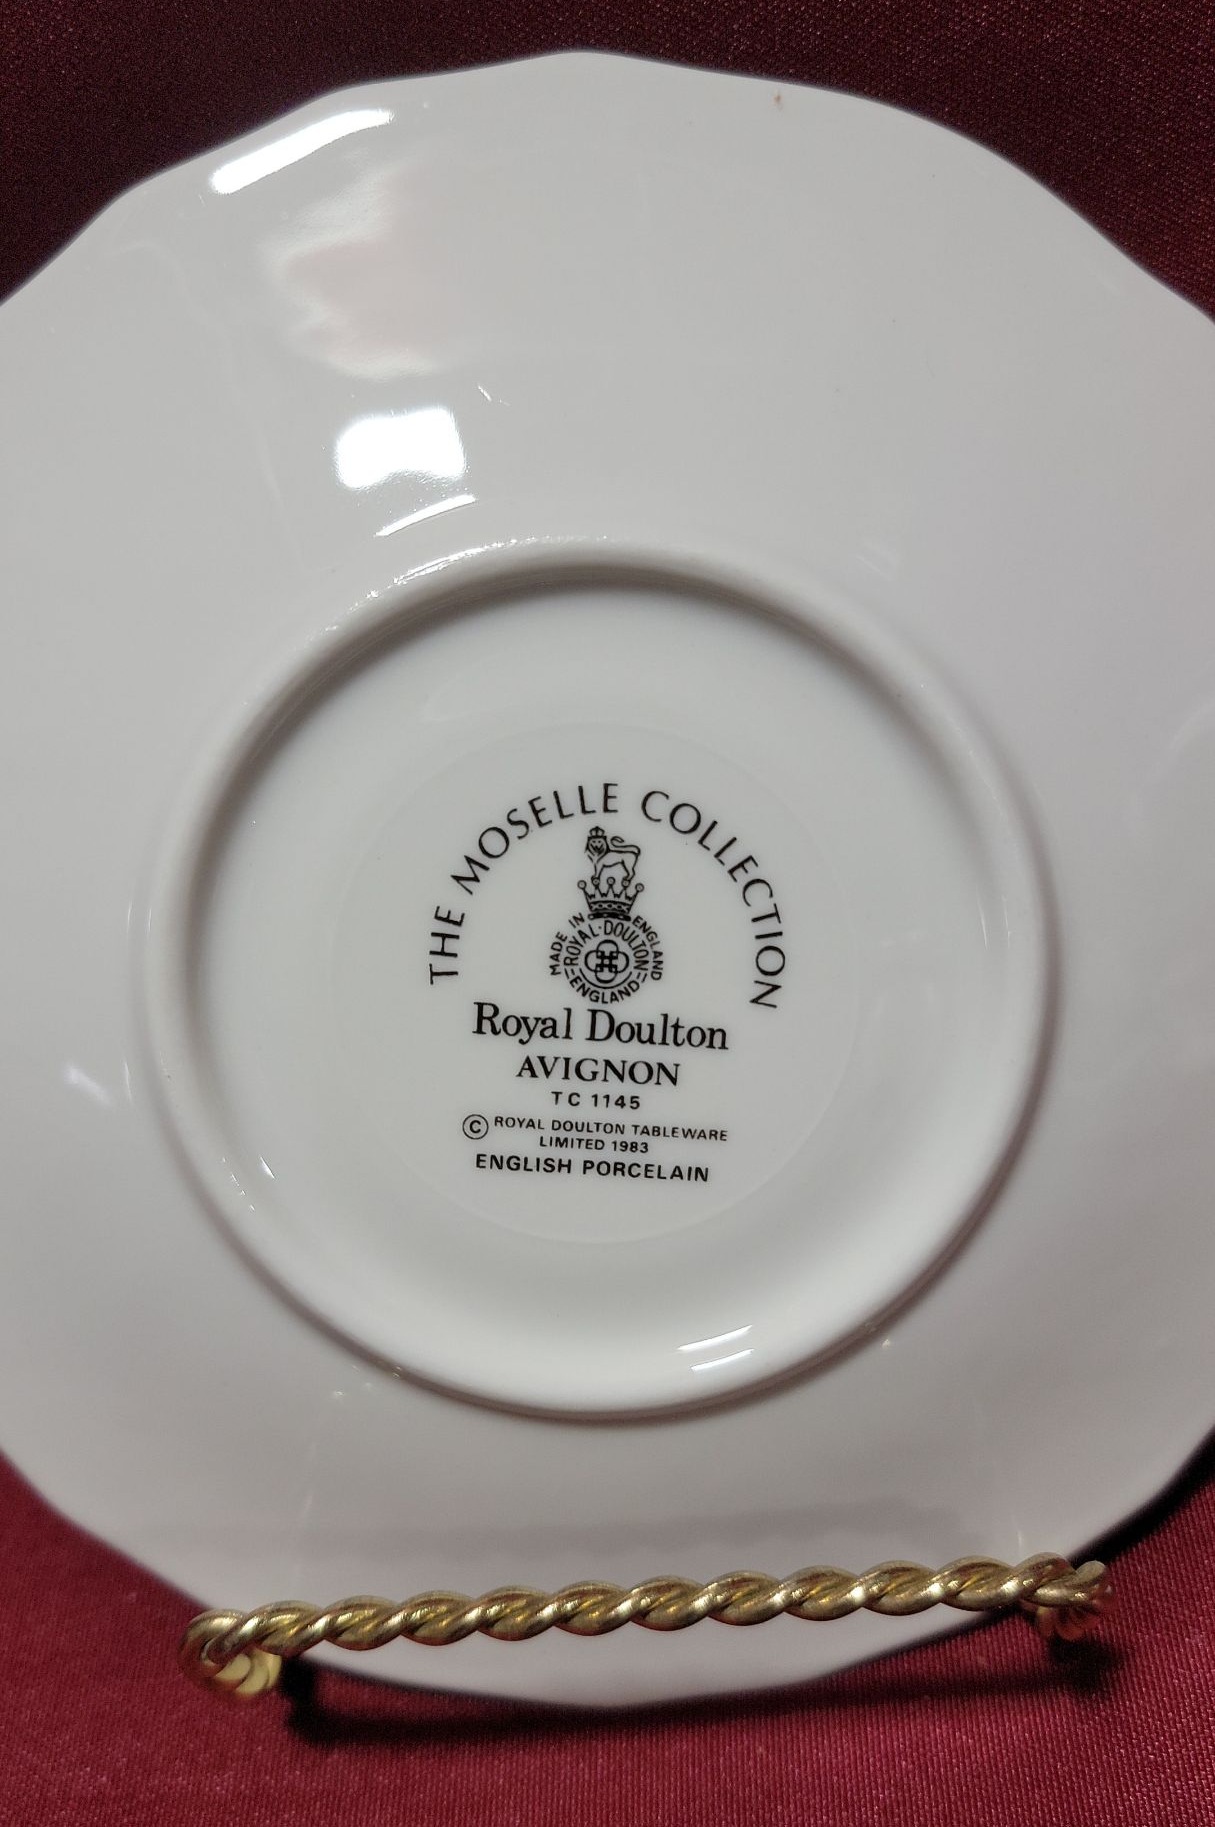 THE MOSELLE COLLECTION
MADE IN ENGLAND
ROYAL·DOULTON
ENGLAND
Royal Doulton
AVIGNON
TC 1145
© ROYAL DOULTON TABLEWARE
LIMITED 1983
ENGLISH PORCELAIN